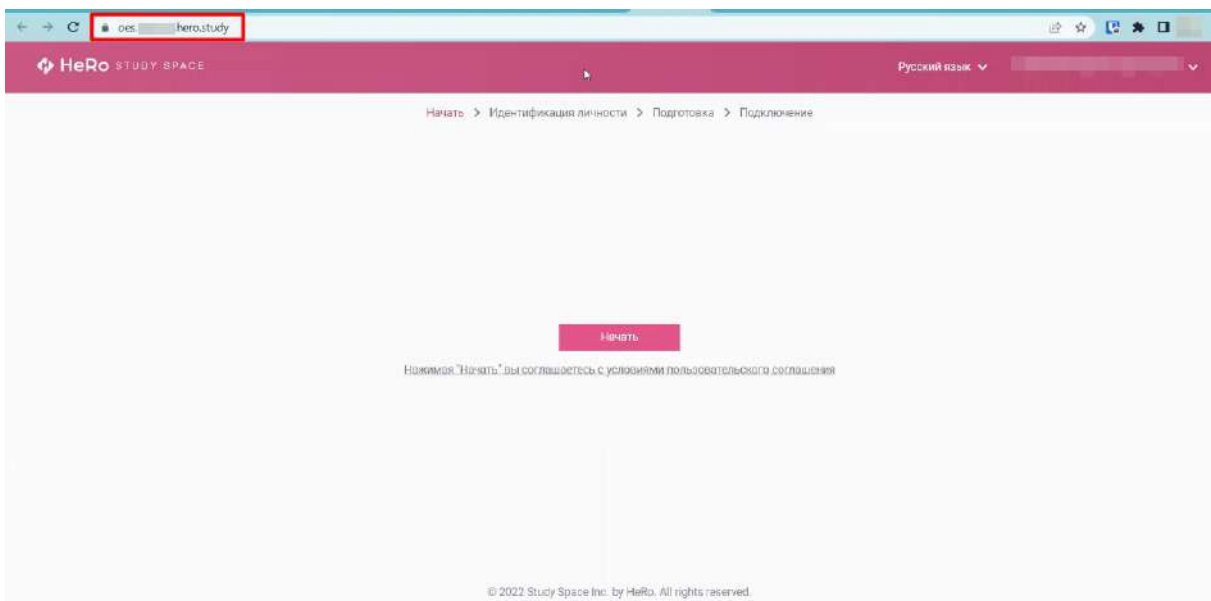 oes. hero.study
HeRo STUDY SPACE
Русский язык
Начать > Идентификация личности > Подготовка > Подключение
Начать
Нажимая "Начать" вы соглашаетесь с условиями пользовательского соглашения
© 2022 Study Space Inc. by HeRo. All rights reserved.